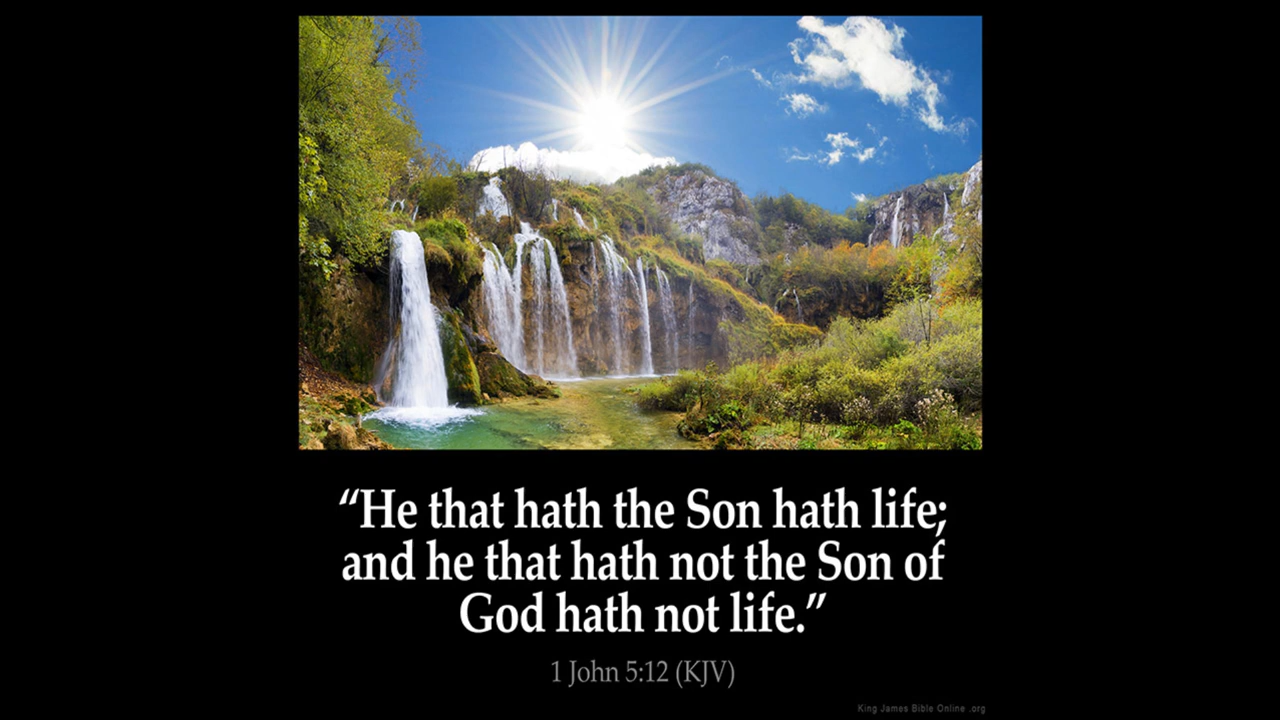 “He that hath the Son hath life;
and he that hath not the Son of
God hath not life.”
1 John 5:12 (KJV)
King James Bible Online .org